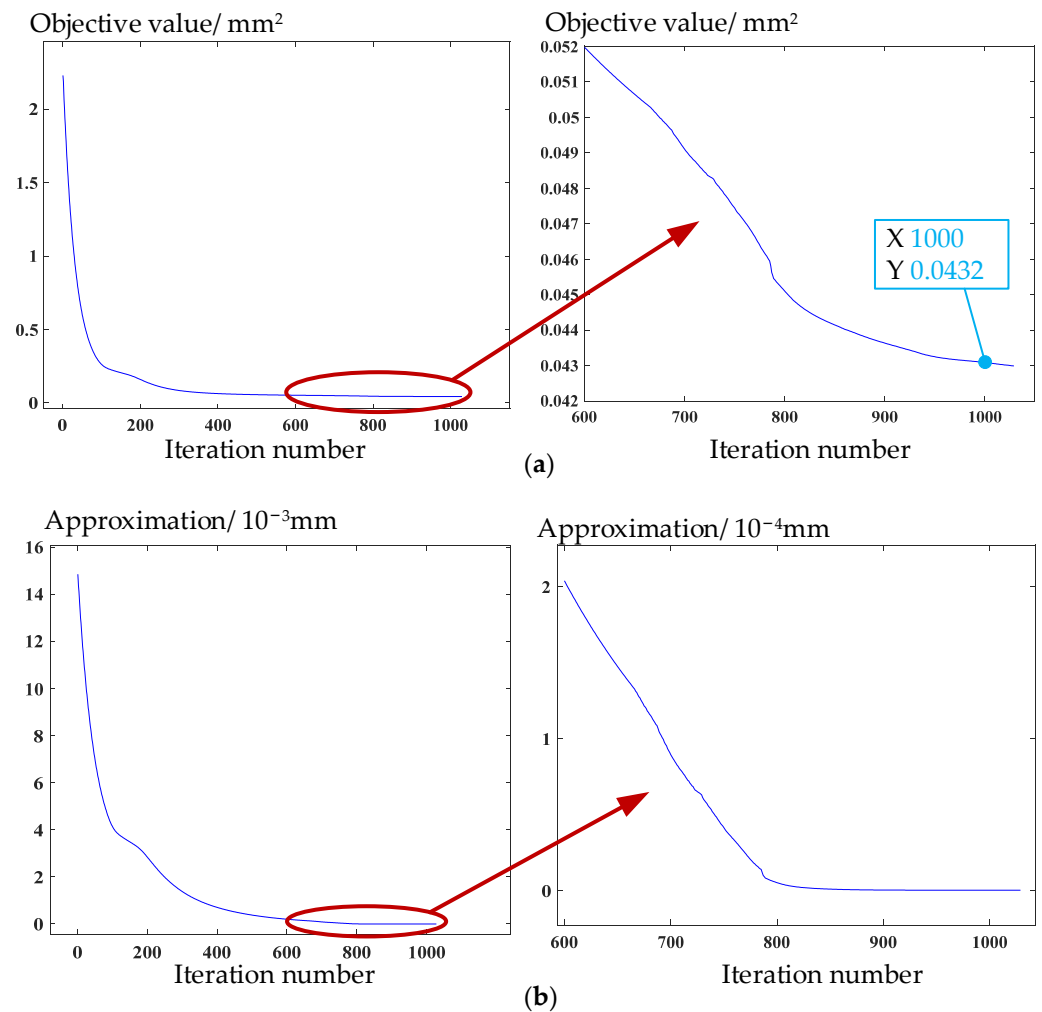 Objective value/ mm²
2
1.5
1
0.5
0
0 200 400 600 800 1000
Iteration number
Objective value/ mm²
0.052
0.051
0.05
0.049
0.048
0.047
0.046
0.045
0.044
0.043
0.042
X 1000
Y 0.0432
600 700 800 900 1000
Iteration number
(a)
Approximation/ 10⁻³mm
16
14
12
10
8
6
4
2
0
0 200 400 600 800 1000
Iteration number
Approximation/ 10⁻⁴mm
2
1
0
600 700 800 900 1000
Iteration number
(b)